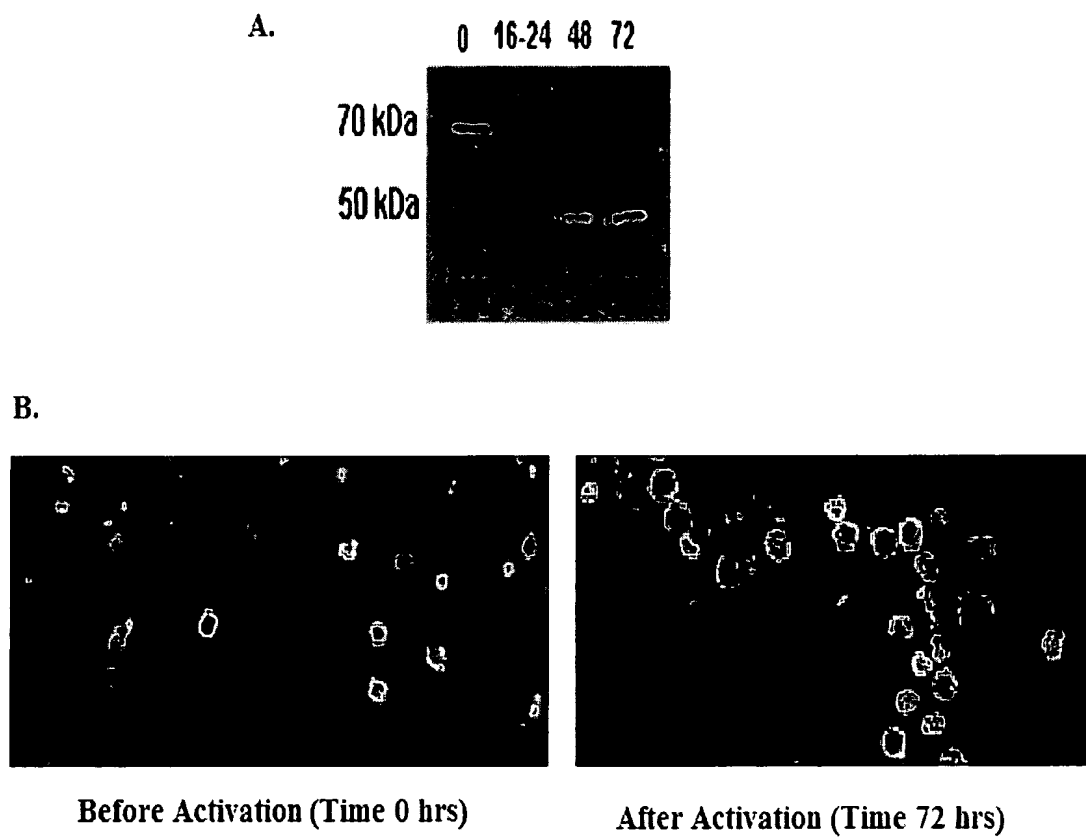 A.
0 16-24 48 72
70 kDa
50 kDa
B.
Before Activation (Time 0 hrs)
After Activation (Time 72 hrs)